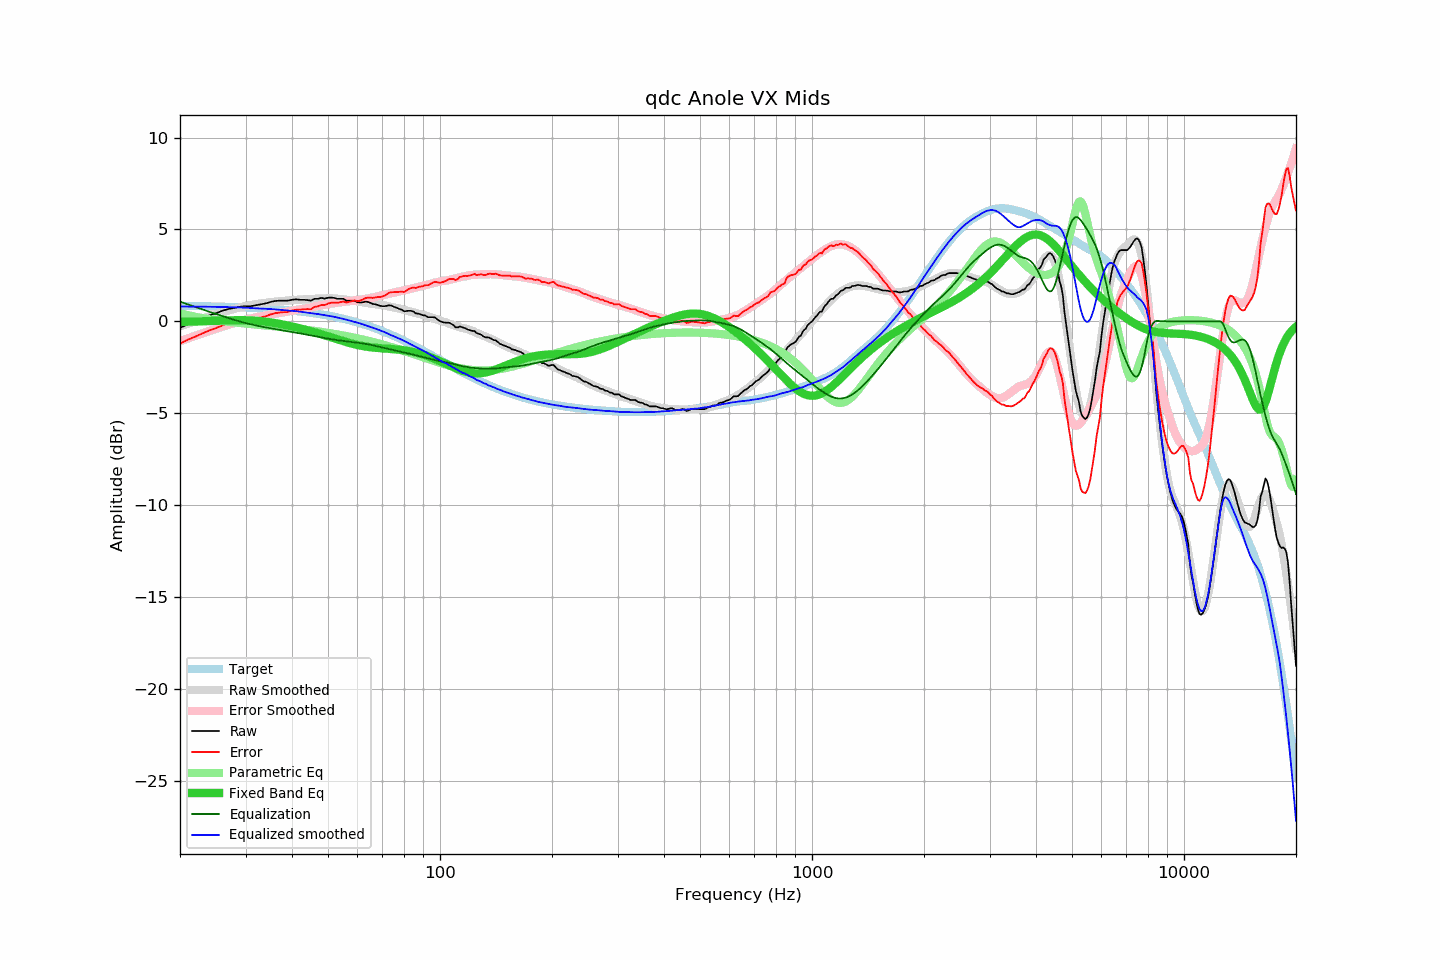 qdc Anole VX Mids
10
5
0
−5
−10
−15
−20
−25
Amplitude (dBr)
Target
Raw Smoothed
Error Smoothed
Raw
Error
Parametric Eq
Fixed Band Eq
Equalization
Equalized smoothed
100 1000 10000
Frequency (Hz)